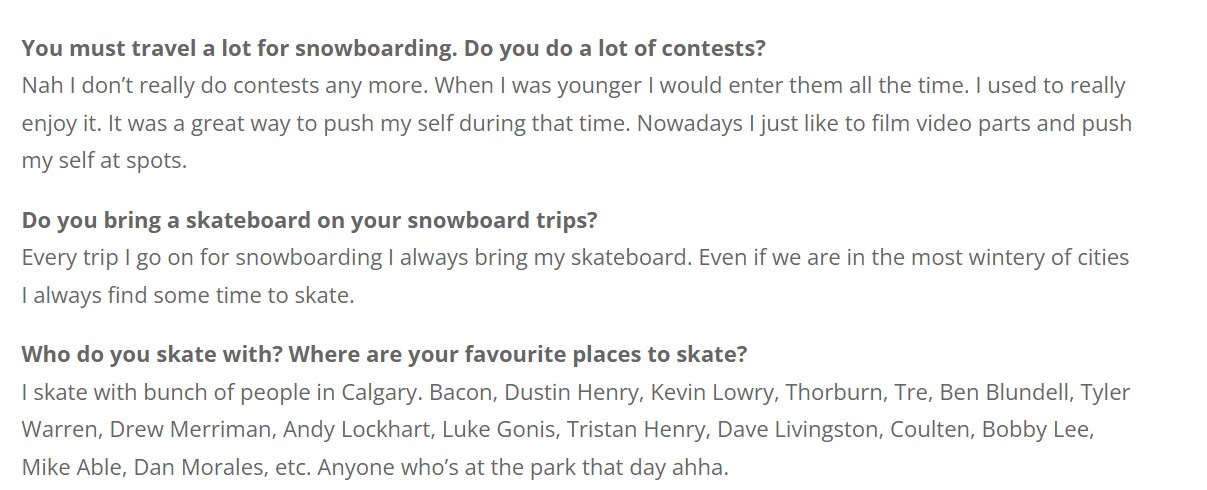 You must travel a lot for snowboarding. Do you do a lot of contests?
Nah I don’t really do contests any more. When I was younger I would enter them all the time. I used to really
enjoy it. It was a great way to push my self during that time. Nowadays I just like to film video parts and push
my self at spots.
Do you bring a skateboard on your snowboard trips?
Every trip I go on for snowboarding I always bring my skateboard. Even if we are in the most wintery of cities
I always find some time to skate.
Who do you skate with? Where are your favourite places to skate?
I skate with bunch of people in Calgary. Bacon, Dustin Henry, Kevin Lowry, Thorburn, Tre, Ben Blundell, Tyler
Warren, Drew Merriman, Andy Lockhart, Luke Gonis, Tristan Henry, Dave Livingston, Coulten, Bobby Lee,
Mike Able, Dan Morales, etc. Anyone who’s at the park that day ahha.